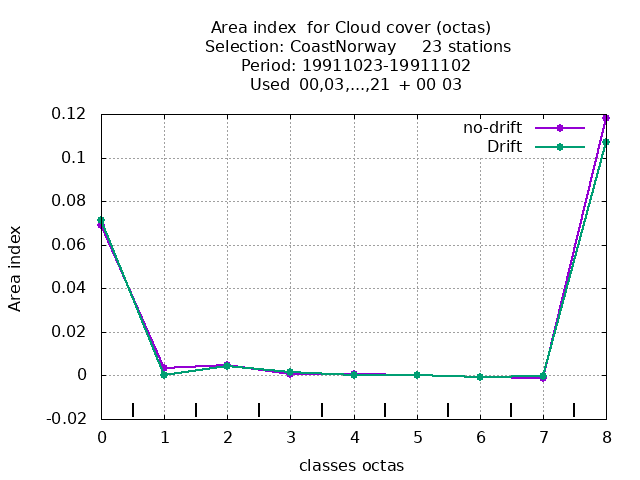 Area index  for Cloud cover (octas)
Selection: CoastNorway     23 stations
Period: 19911023-19911102
Used  00,03,...,21  + 00 03
no-drift
Drift
0.12
0.1
0.08
0.06
0.04
0.02
0
-0.02
Area index
0 1 2 3 4 5 6 7 8
classes octas